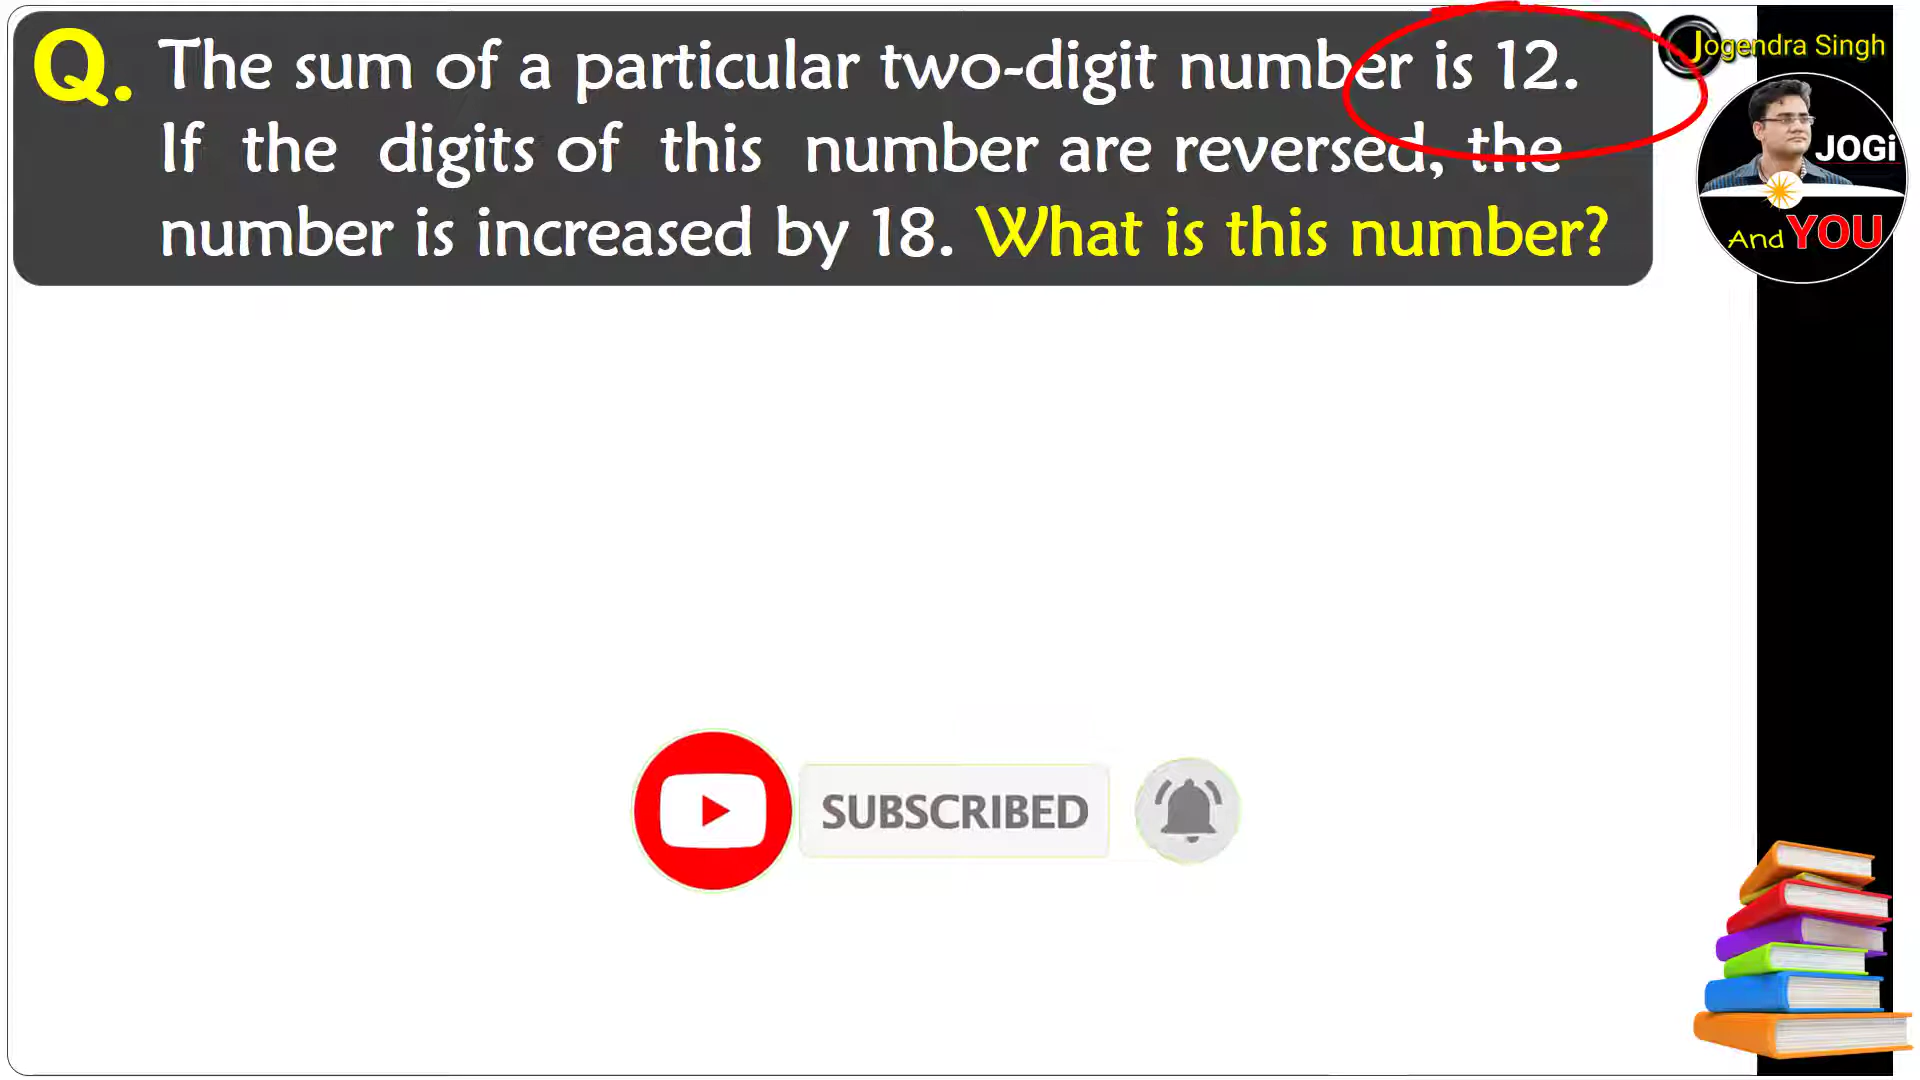 Q. The sum of a particular two-digit number is 12.
If the digits of this number are reversed, the
number is increased by 18. What is this number?
Jogendra Singh
JOGi
And YOU
SUBSCRIBED